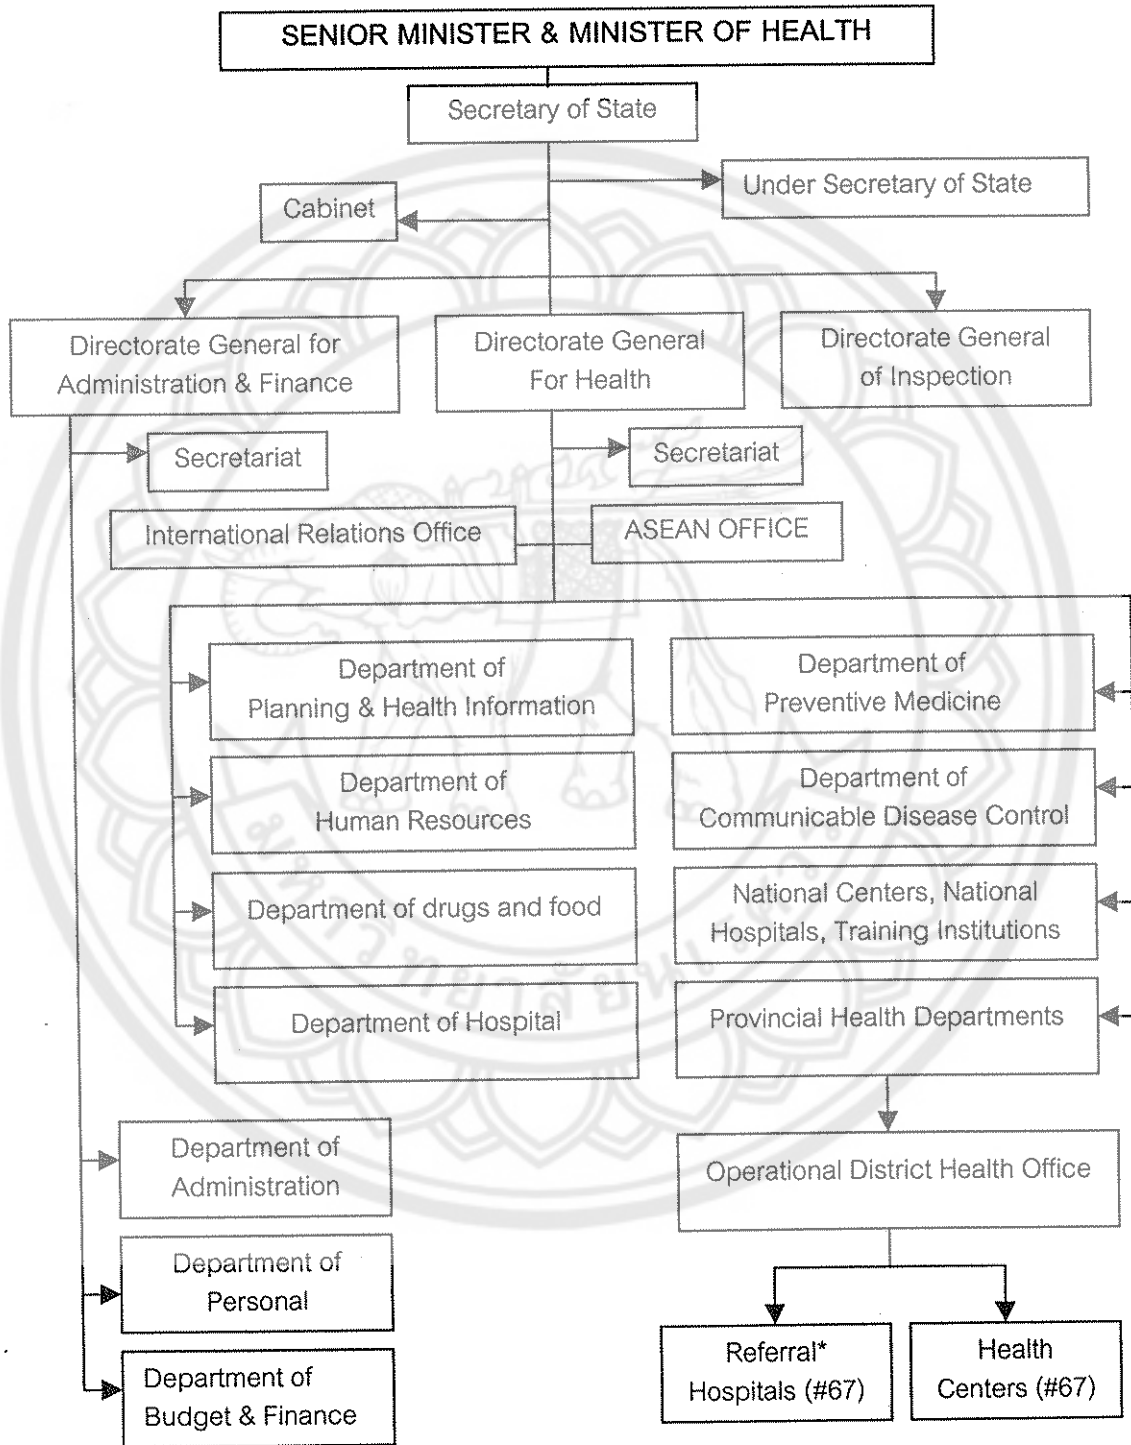 SENIOR MINISTER & MINISTER OF HEALTH
Secretary of State
Under Secretary of State
Cabinet
Directorate General for
Administration & Finance
Directorate General
For Health
Directorate General
of Inspection
Secretariat
Secretariat
International Relations Office
ASEAN OFFICE
Department of
Planning & Health Information
Department of
Preventive Medicine
Department of
Human Resources
Department of
Communicable Disease Control
Department of drugs and food
National Centers, National
Hospitals, Training Institutions
Department of Hospital
Provincial Health Departments
Department of
Administration
Operational District Health Office
Department of
Personal
Department of
Budget & Finance
Referral*
Hospitals (#67)
Health
Centers (#67)